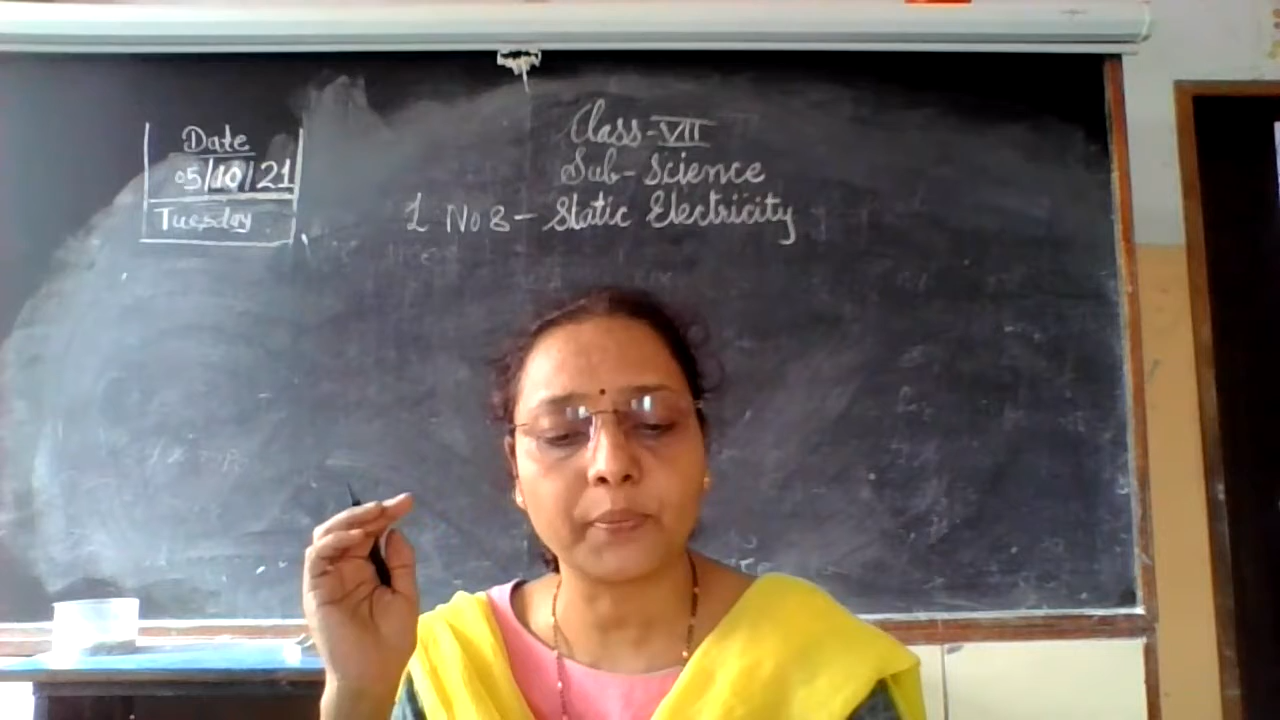 Date
05/10/21
Tuesday
Class-VII
Sub-Science
L No 8 - Static Electricity